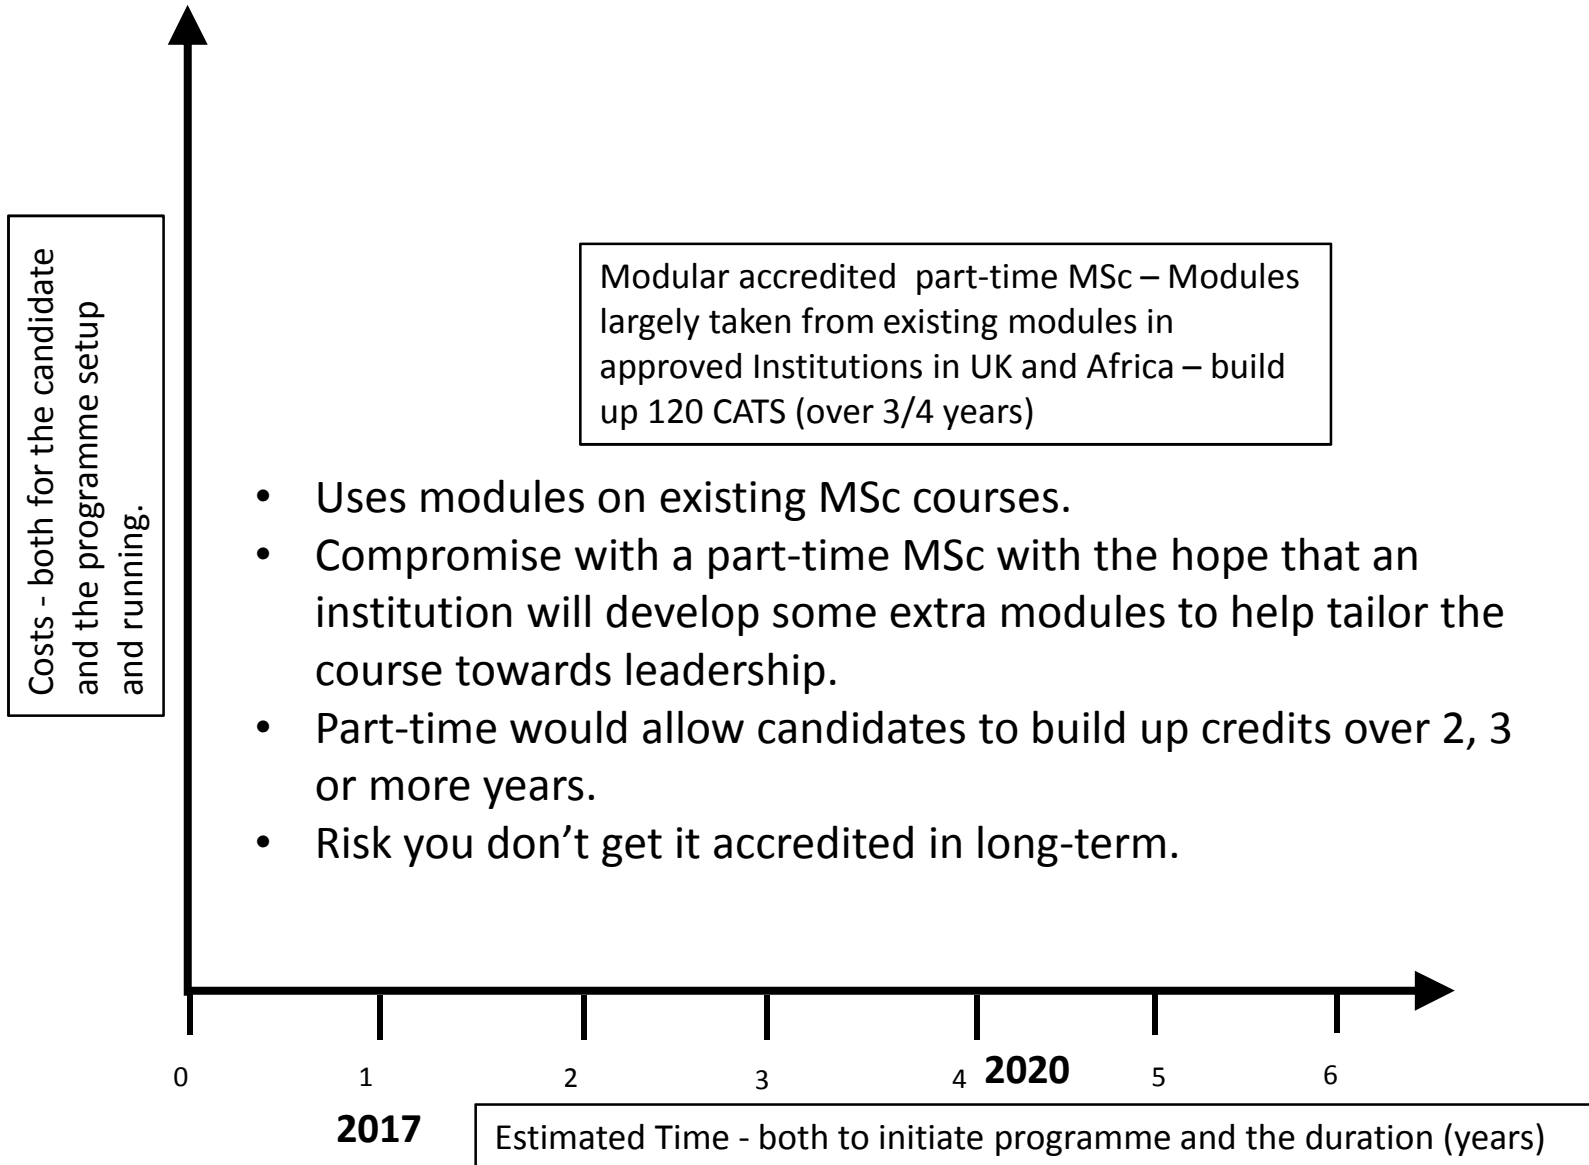 Costs - both for the candidate
and the programme setup
and running.
Modular accredited  part-time MSc – Modules
largely taken from existing modules in
approved Institutions in UK and Africa – build
up 120 CATS (over 3/4 years)
• Uses modules on existing MSc courses.
• Compromise with a part-time MSc with the hope that an
institution will develop some extra modules to help tailor the
course towards leadership.
• Part-time would allow candidates to build up credits over 2, 3
or more years.
• Risk you don’t get it accredited in long-term.
0 1 2 3 4 2020 5 6
2017
Estimated Time - both to initiate programme and the duration (years)